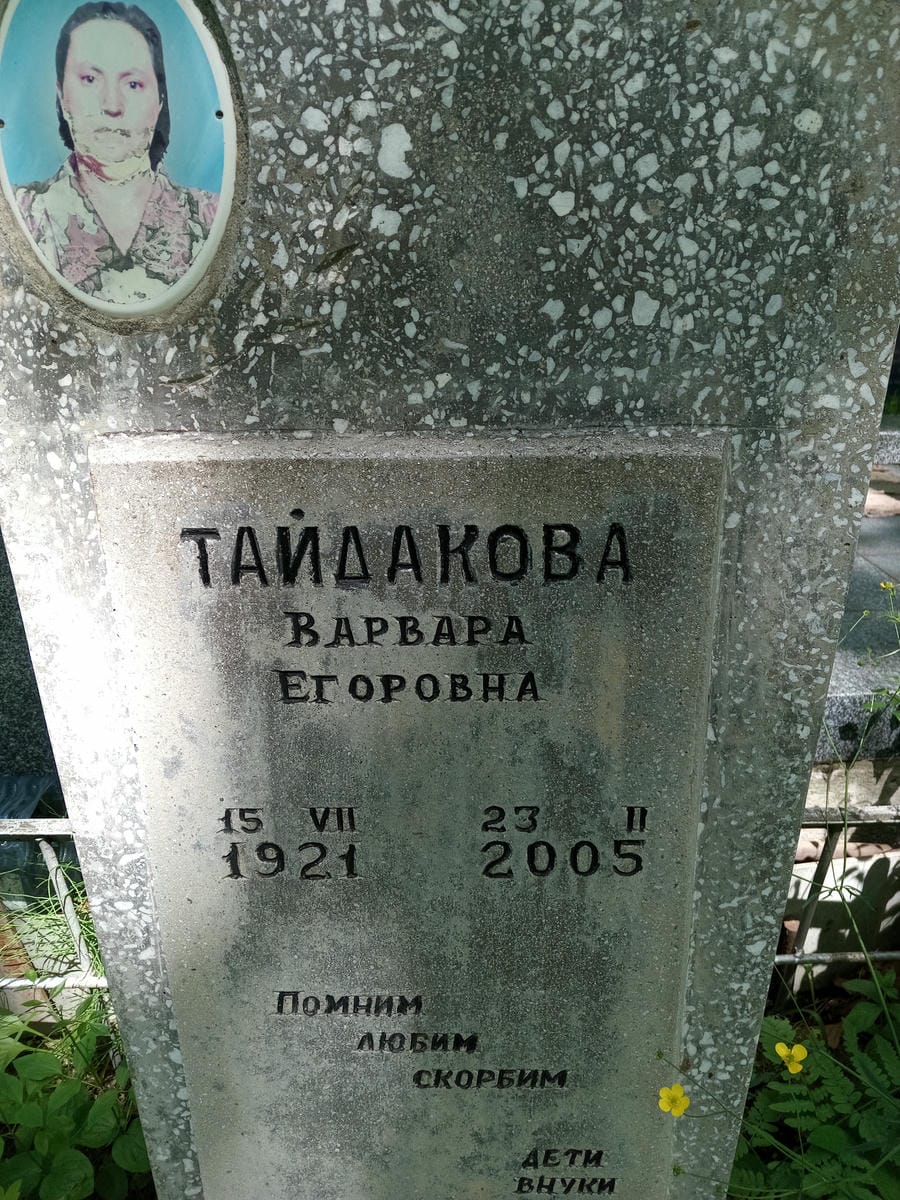 ТАЙДАКОВА
ВАРВАРА
ЕГОРОВНА
15 VII 23 II
1921 2005
ПОМНИМ
ЛЮБИМ
СКОРБИМ
ДЕТИ
ВНУКИ